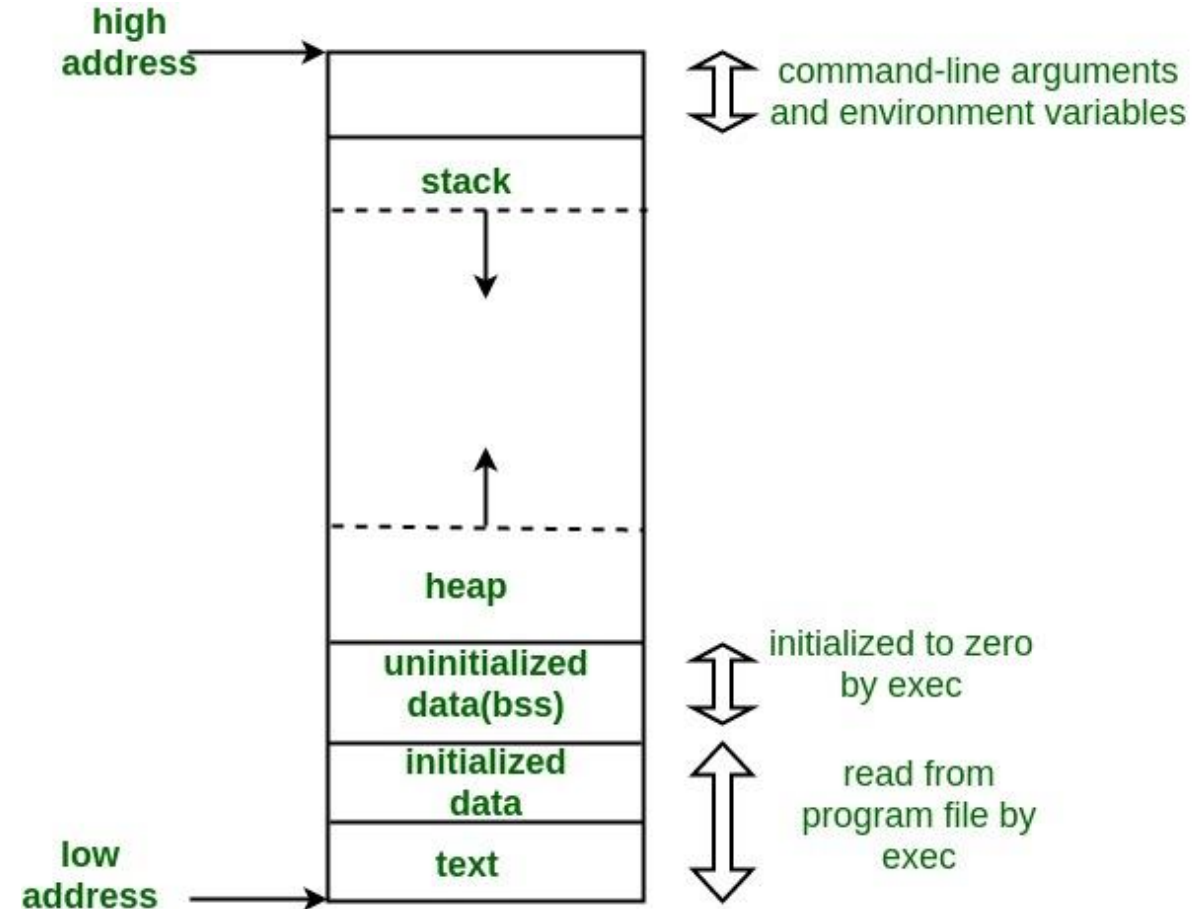 high
address
command-line arguments
and environment variables
stack
heap
uninitialized
data(bss)
initialized to zero
by exec
initialized
data
read from
program file by
exec
text
low
address